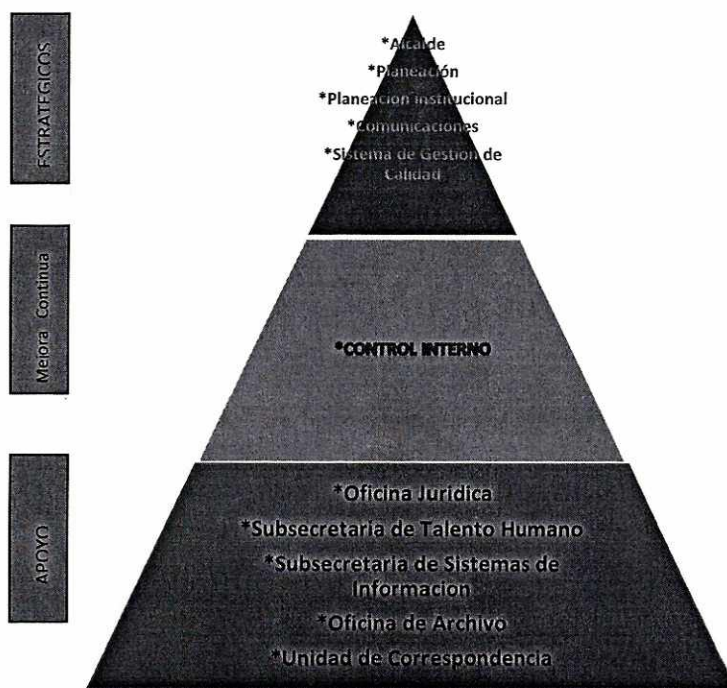 ESTRATEGICOS
*Alcalde
*Planeación
*Planeacion institucional
*Comunicaciones
*Sistema de Gestion de
Calidad
Mejora Continua
*CONTROL INTERNO
APOYO
*Oficina Jurídica
*Subsecretaria de Talento Humano
*Subsecretaria de Sistemas de
Informacion
*Oficina de Archivo
*Unidad de Correspondencia